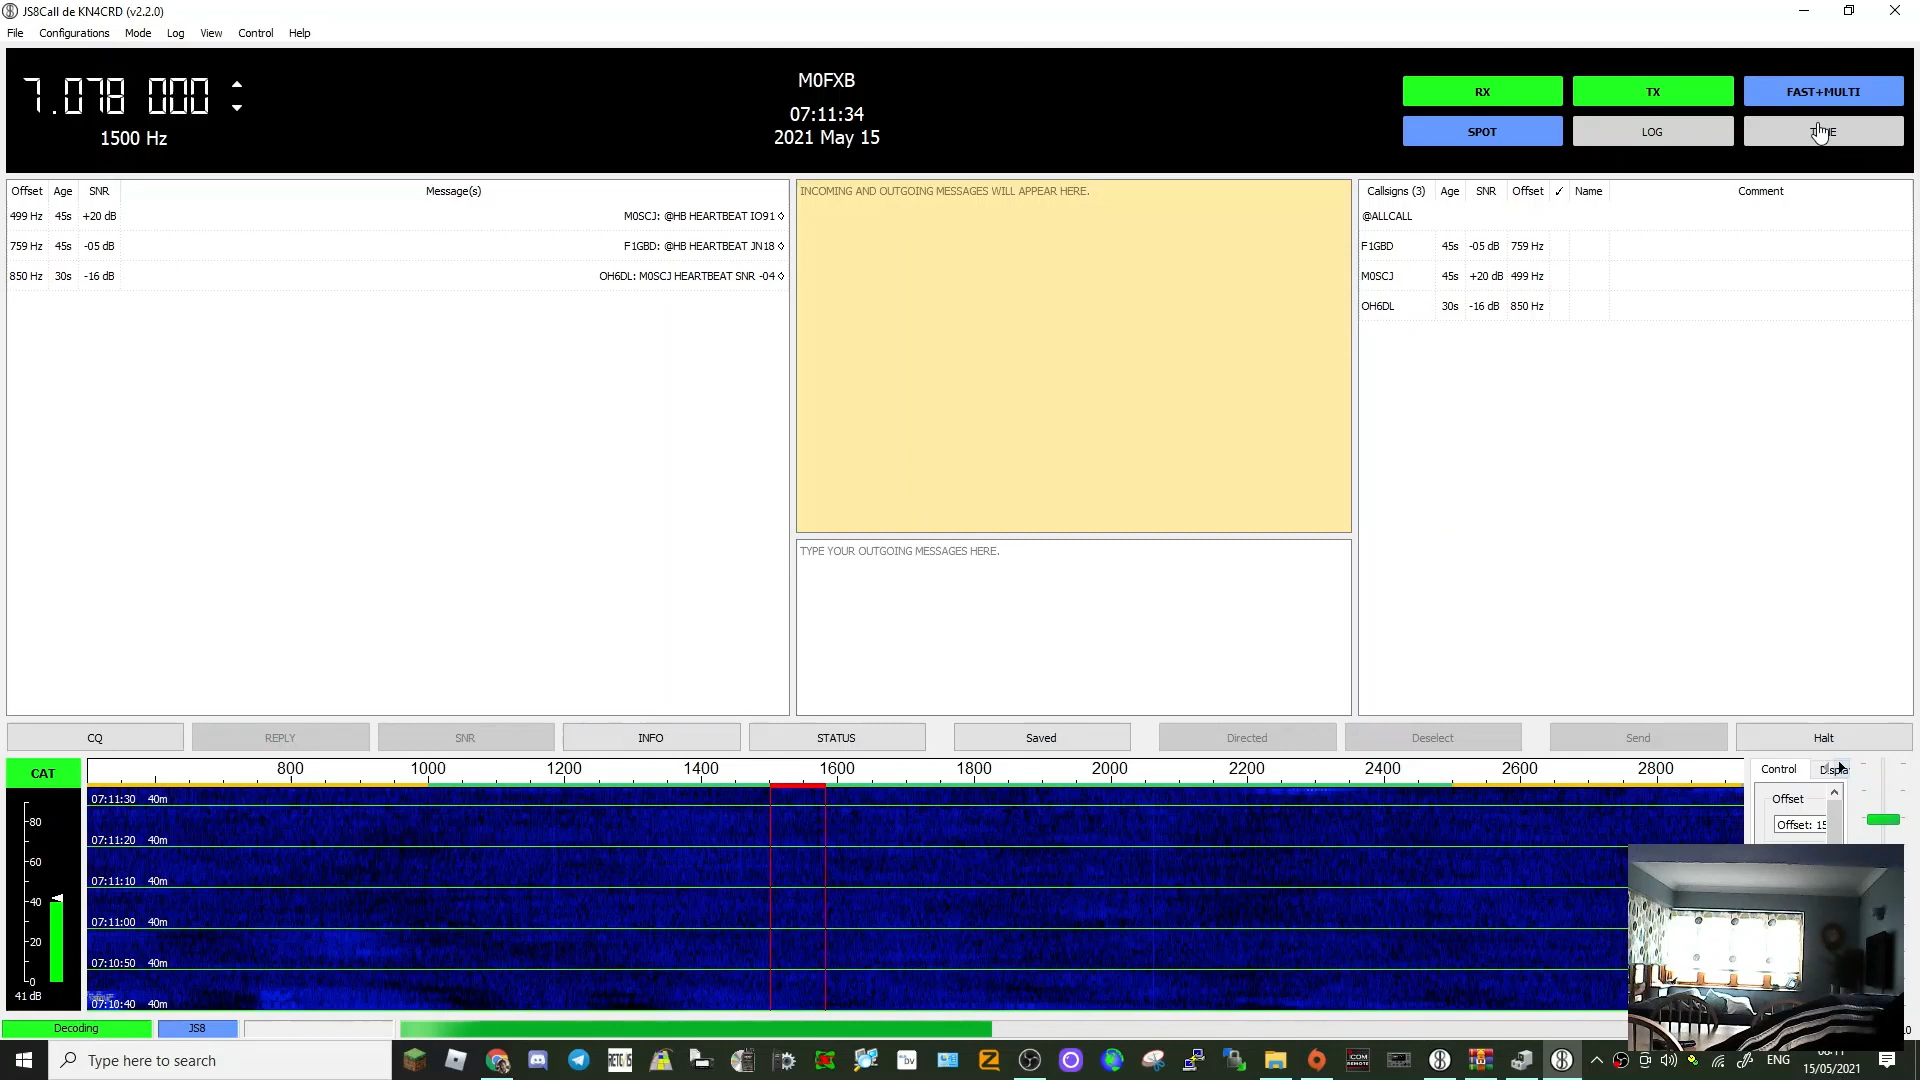 JS8Call de KN4CRD (v2.2.0)
File Configurations Mode Log View Control Help
7.078 000
1500 Hz
M0FXB
07:11:34
2021 May 15
RX TX FAST+MULTI
SPOT LOG
Offset Age SNR Message(s)
499 Hz 45s +20 dB M0SCJ: @HB HEARTBEAT IO91 ◇
759 Hz 45s -05 dB F1GBD: @HB HEARTBEAT JN18 ◇
850 Hz 30s -16 dB OH6DL: M0SCJ HEARTBEAT SNR -04 ◇
INCOMING AND OUTGOING MESSAGES WILL APPEAR HERE.
TYPE YOUR OUTGOING MESSAGES HERE.
Callsigns (3) Age SNR Offset ✓ Name Comment
@ALLCALL
F1GBD 45s -05 dB 759 Hz
M0SCJ 45s +20 dB 499 Hz
OH6DL 30s -16 dB 850 Hz
CQ REPLY SNR INFO STATUS Saved Directed Deselect Send Halt
CAT
800 1000 1200 1400 1600 1800 2000 2200 2400 2600 2800
80
60
40
20
0
41 dB
07:11:30 40m
07:11:20 40m
07:11:10 40m
07:11:00 40m
07:10:50 40m
07:10:40 40m
Control
Offset
Offset: 15
Decoding JS8
Type here to search
ENG
15/05/2021